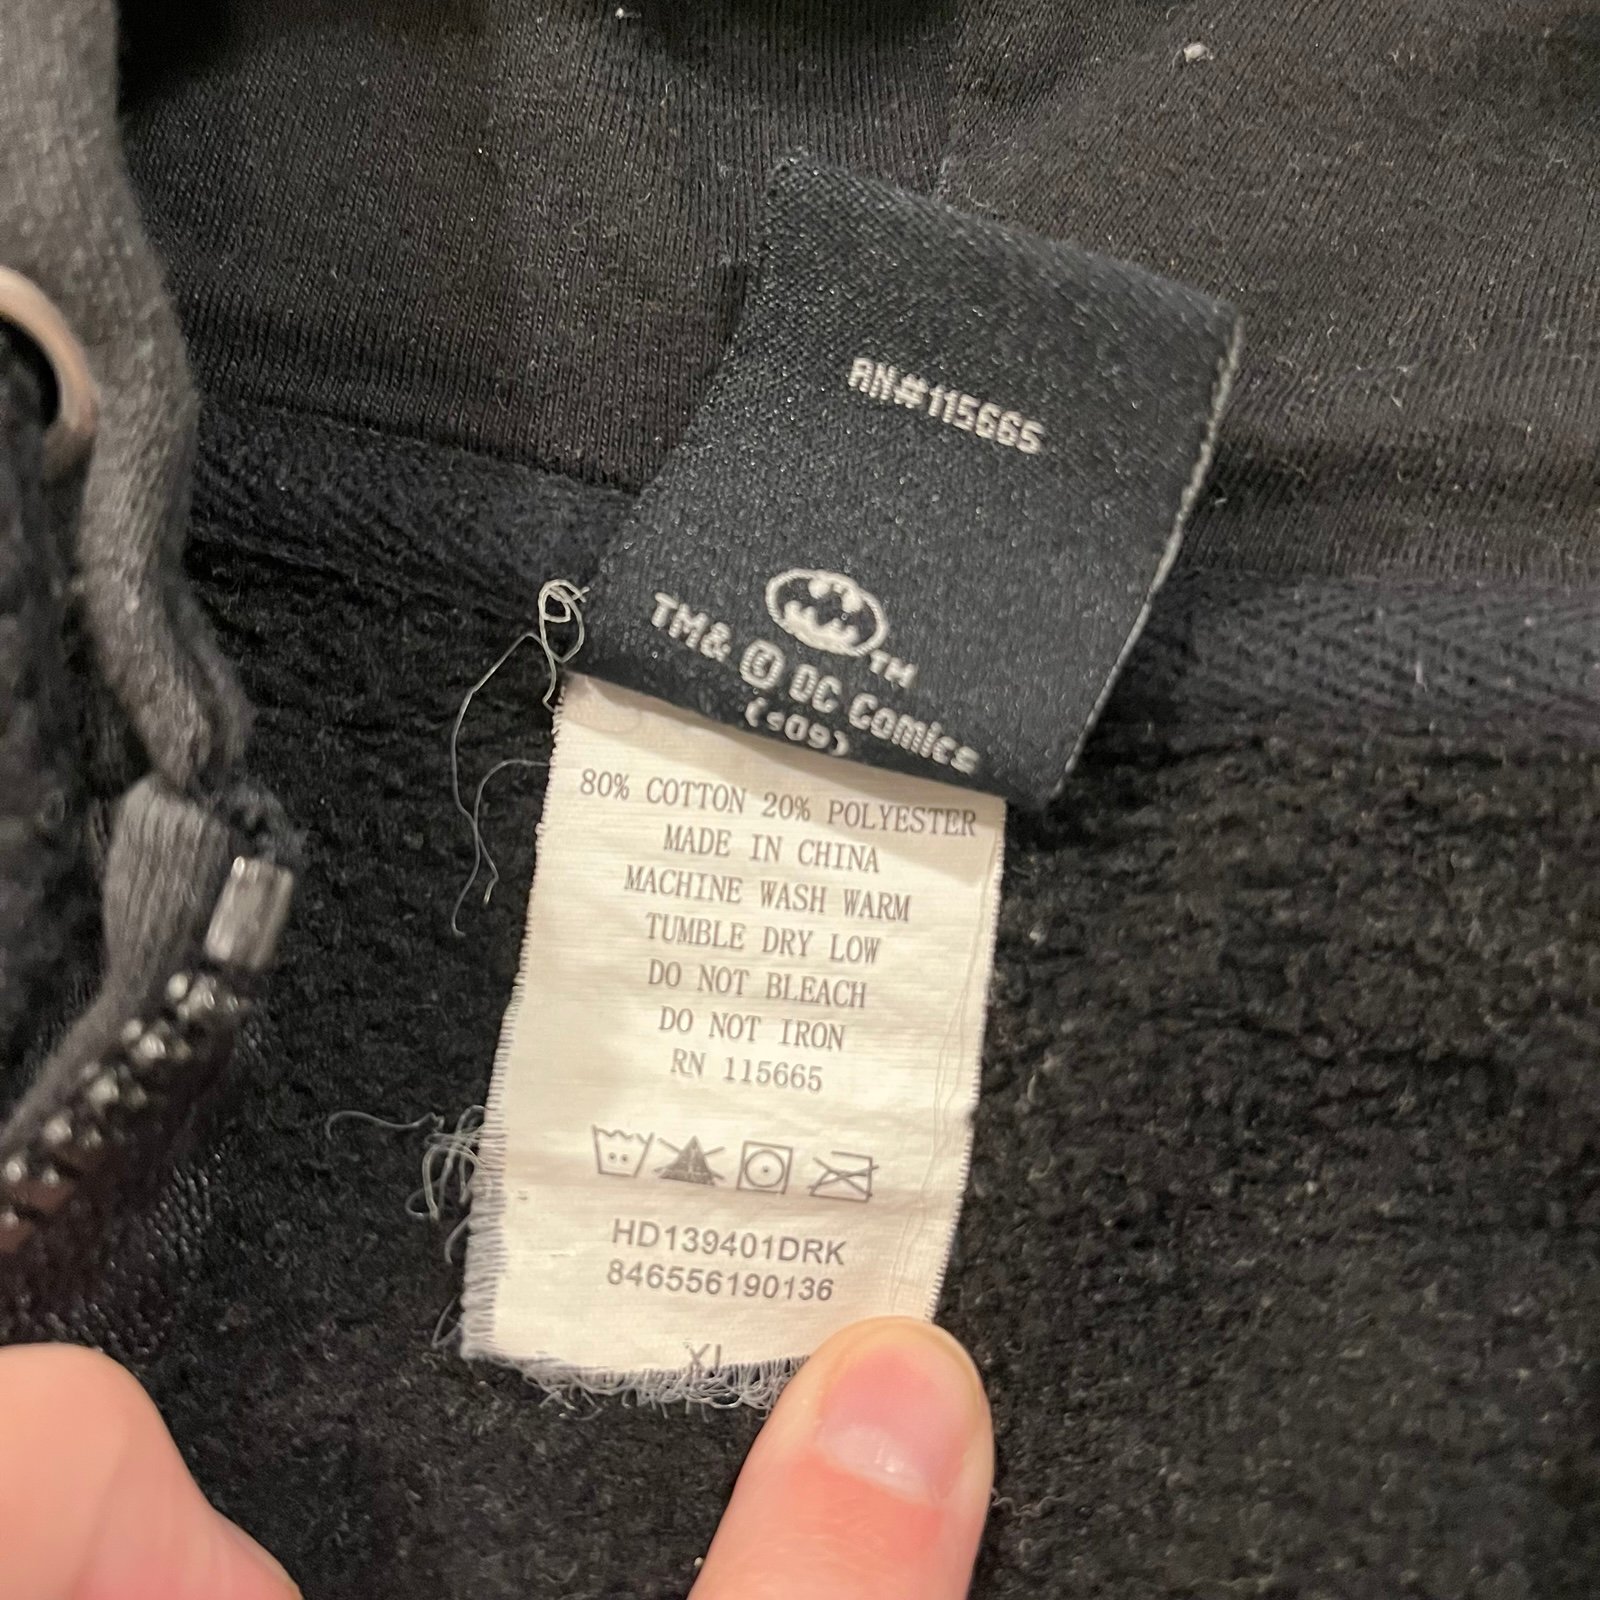 RN#115665
TM
TM& © DC Comics
(s09)
80% COTTON 20% POLYESTER
MADE IN CHINA
MACHINE WASH WARM
TUMBLE DRY LOW
DO NOT BLEACH
DO NOT IRON
RN 115665
HD139401DRK
846556190136
XL